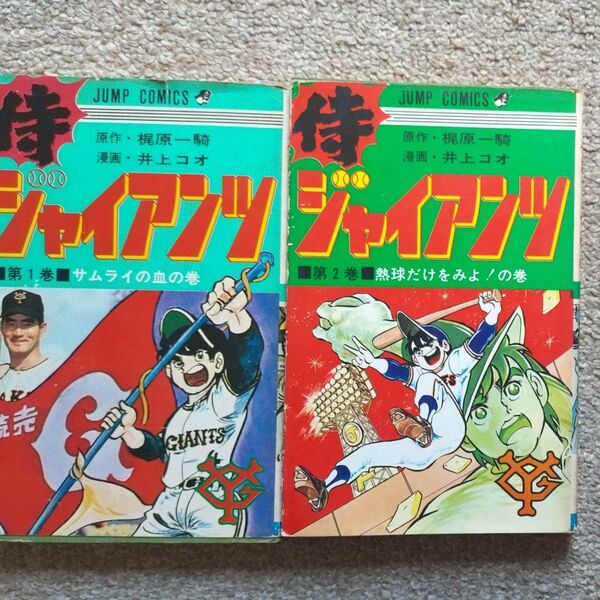 JUMP COMICS
侍
原作・梶原一騎
漫画・井上コオ
ジャイアンツ
第1巻 サムライの血の巻
読売
G
GIANTS
YG
JUMP COMICS
侍
原作・梶原一騎
漫画・井上コオ
ジャイアンツ
第2巻 熱球だけをみよ!の巻
YG